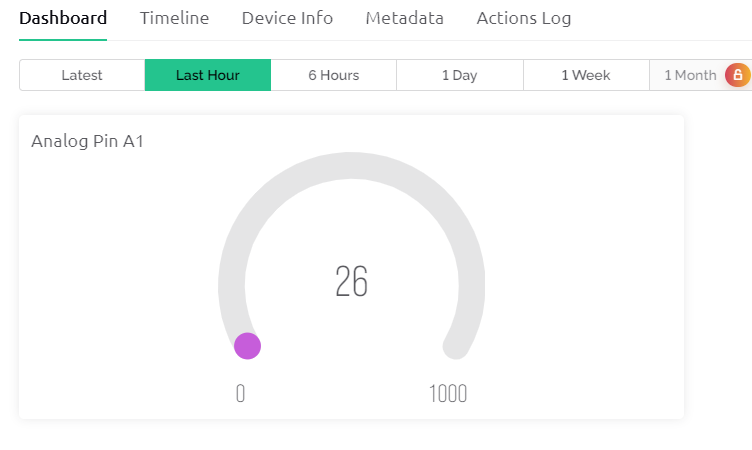 Dashboard Timeline Device Info Metadata Actions Log
Latest Last Hour 6 Hours 1 Day 1 Week 1 Month
Analog Pin A1
26
0 1000